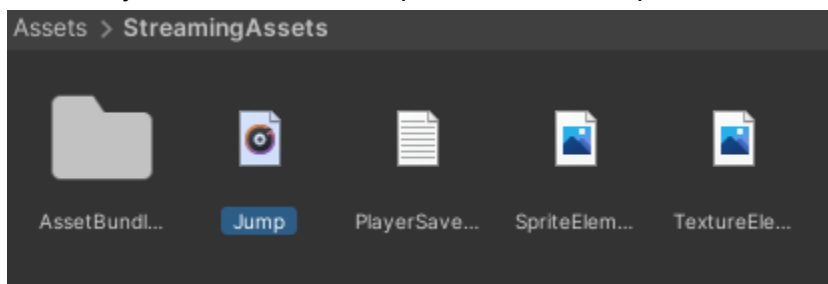 Assets > StreamingAssets
AssetBundl... Jump PlayerSave... SpriteElem... TextureEle...